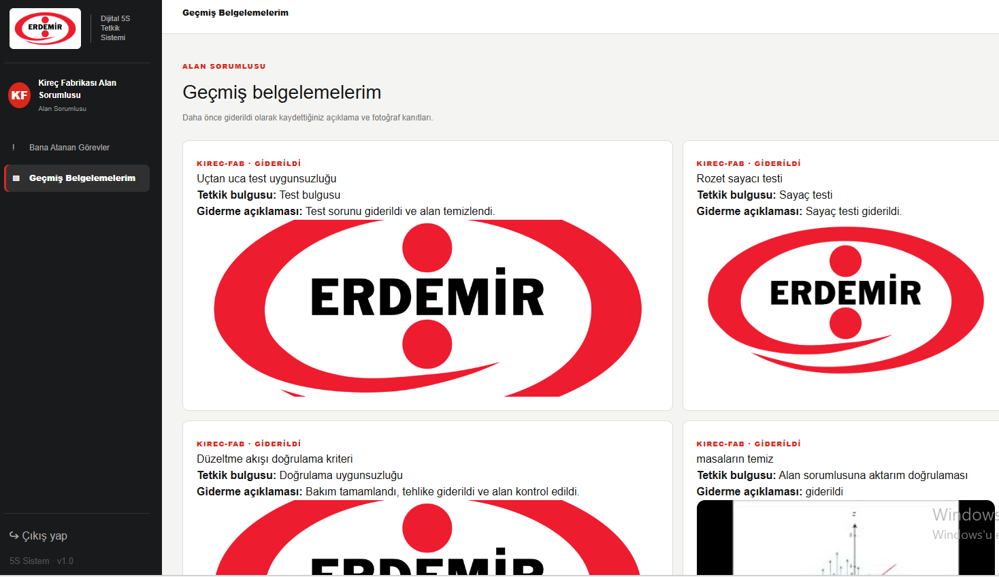 ERDEMİR
Dijital 5S
Tetkik
Sistemi
KF
Kireç Fabrikası Alan
Sorumlusu
Alan Sorumlusu
! Bana Atanan Görevler
Geçmiş Belgelemelerim
Çıkış yap
5S Sistem · v1.0
Geçmiş Belgelemelerim
ALAN SORUMLUSU
Geçmiş belgelemelerim
Daha önce giderildi olarak kaydettiğiniz açıklama ve fotoğraf kanıtları.
KIREC-FAB · GİDERİLDİ
Uçtan uca test uygunsuzluğu
Tetkik bulgusu: Test bulgusu
Giderme açıklaması: Test sorunu giderildi ve alan temizlendi.
ERDEMİR
KIREC-FAB · GİDERİLDİ
Rozet sayacı testi
Tetkik bulgusu: Sayaç testi
Giderme açıklaması: Sayaç testi giderildi.
ERDEMİR
KIREC-FAB · GİDERİLDİ
Düzeltme akışı doğrulama kriteri
Tetkik bulgusu: Doğrulama uygunsuzluğu
Giderme açıklaması: Bakım tamamlandı, tehlike giderildi ve alan kontrol edildi.
ERDEMİR
KIREC-FAB · GİDERİLDİ
masaların temiz
Tetkik bulgusu: Alan sorumlusuna aktarım doğrulaması
Giderme açıklaması: giderildi
Windows
Windows'u